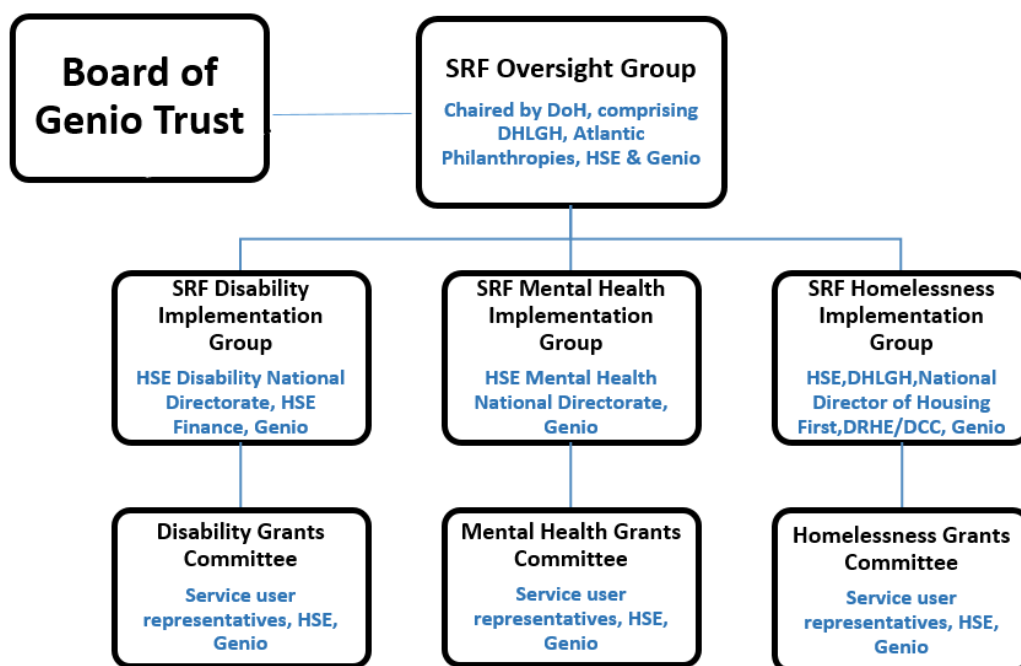 Board of
Genio Trust
SRF Oversight Group
Chaired by DoH, comprising
DHLGH, Atlantic
Philanthropies, HSE & Genio
SRF Disability
Implementation
Group
HSE Disability National
Directorate, HSE
Finance, Genio
SRF Mental Health
Implementation
Group
HSE Mental Health
National Directorate,
Genio
SRF Homelessness
Implementation
Group
HSE,DHLGH,National
Director of Housing
First,DRHE/DCC, Genio
Disability Grants
Committee
Service user
representatives, HSE,
Genio
Mental Health Grants
Committee
Service user
representatives, HSE,
Genio
Homelessness Grants
Committee
Service user
representatives, HSE,
Genio